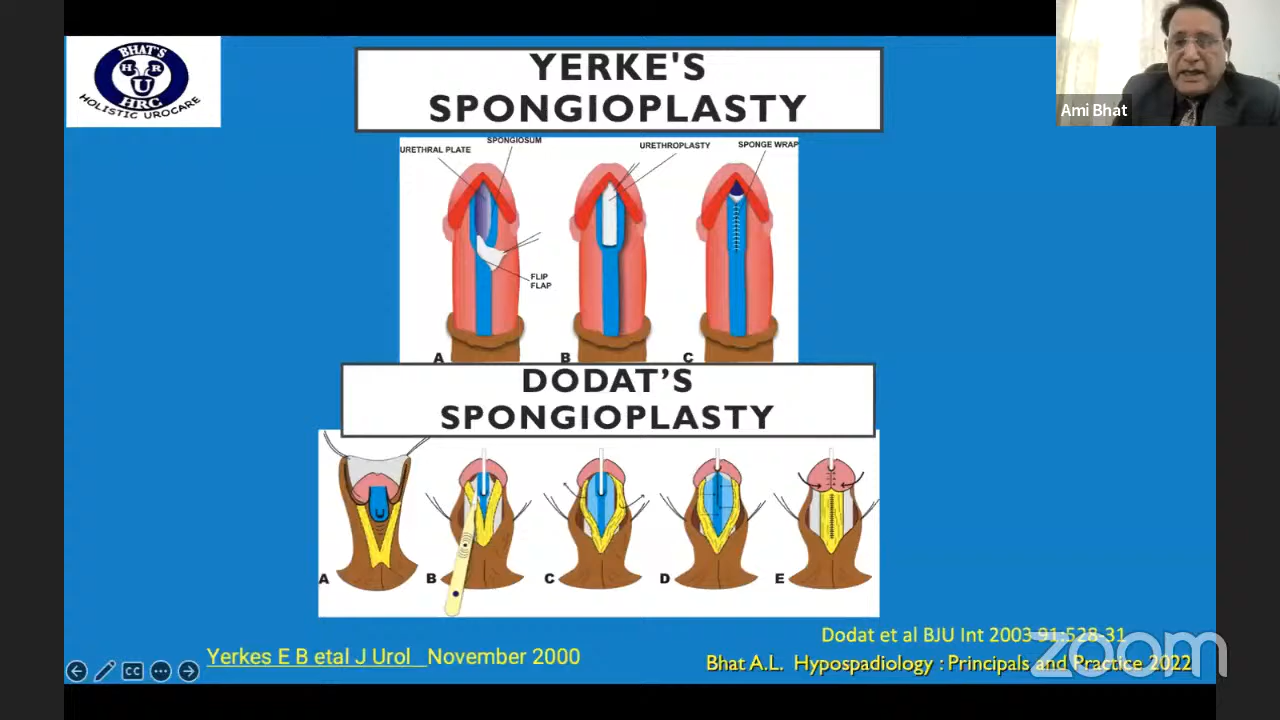 BHAT'S
H R
U
HRC
HOLISTIC UROCARE
YERKE'S
SPONGIOPLASTY
Ami Bhat
URETHRAL PLATE
SPONGIOSUM
URETHROPLASTY
SPONGE WRAP
FLIP
FLAP
A
B
C
DODAT’S
SPONGIOPLASTY
A
B
C
D
E
Dodat et al BJU Int 2003 91:528-31
Yerkes E B etal J Urol November 2000
Bhat A.L. Hypospadiology : Principals and Practice 2022
CC
zoom